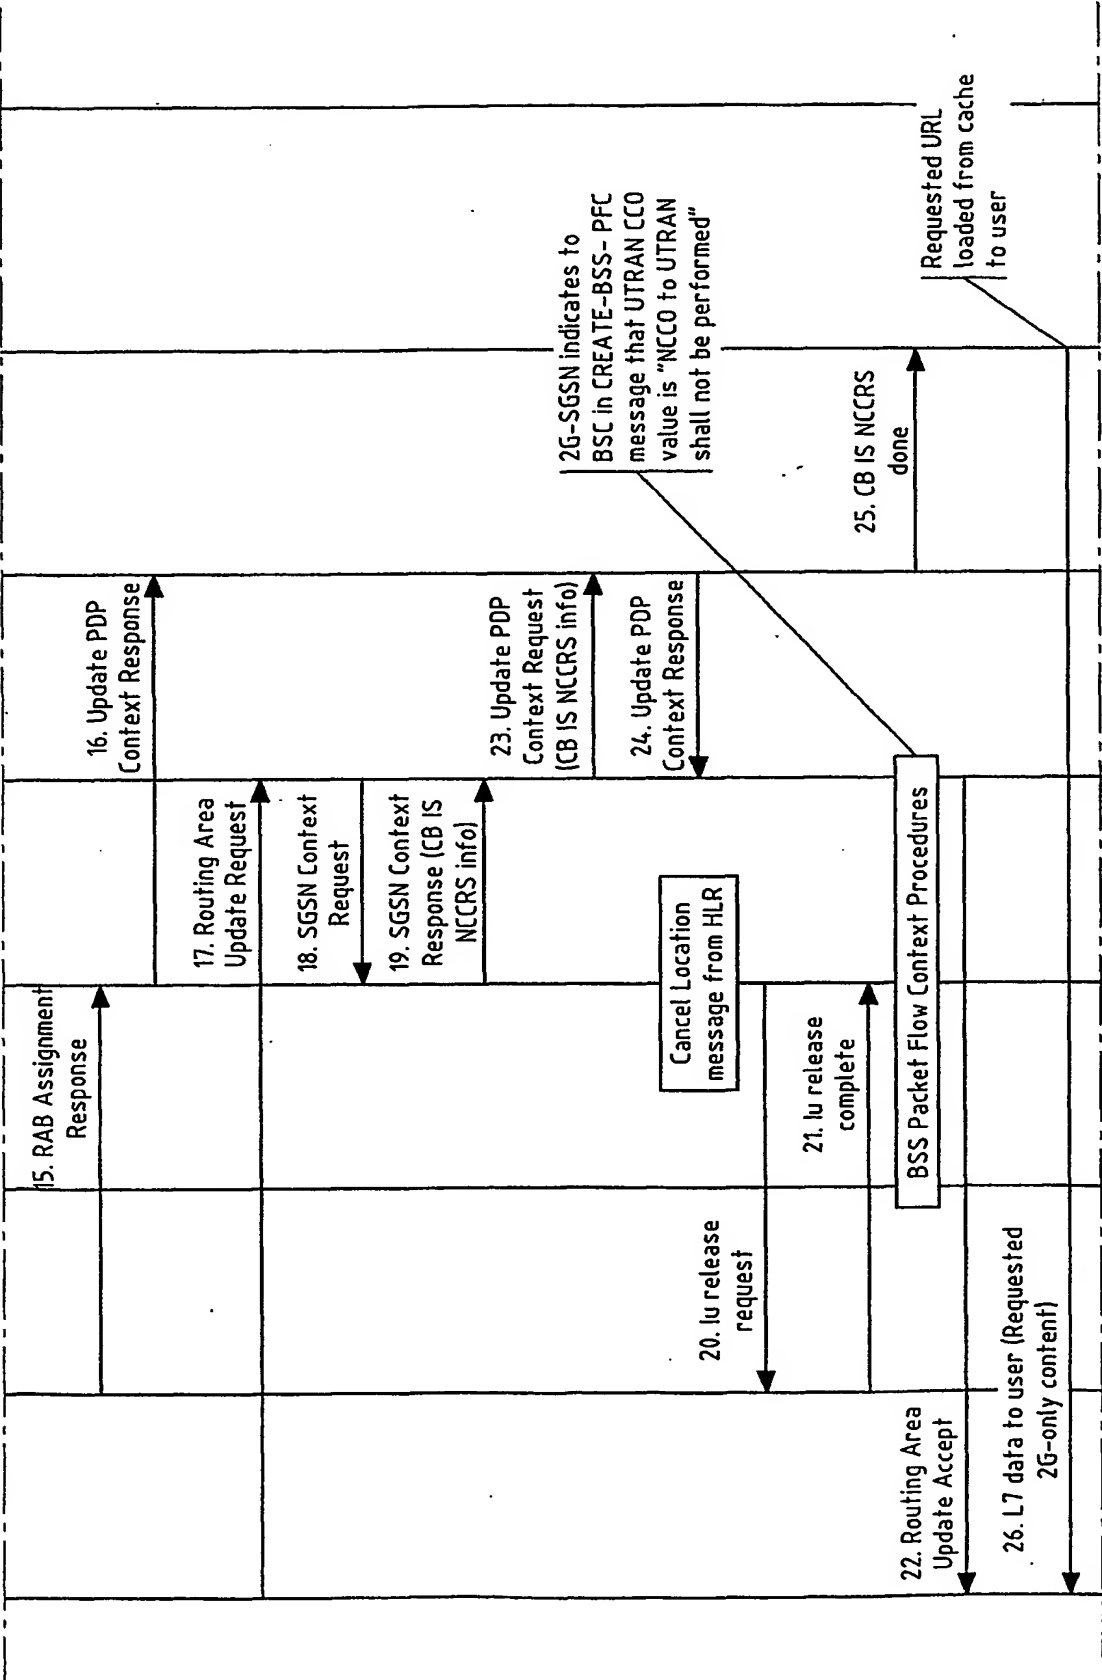 15. RAB Assignment
Response
16. Update PDP
Context Response
17. Routing Area
Update Request
18. SGSN Context
Request
19. SGSN Context
Response (CB IS
NCCRS info)
23. Update PDP
Context Request
(CB IS NCCRS info)
24. Update PDP
Context Response
Cancel Location
message from HLR
20. Iu release
request
21. Iu release
complete
2G-SGSN indicates to
BSC in CREATE-BSS- PFC
message that UTRAN CCO
value is "NCCO to UTRAN
shall not be performed"
25. CB IS NCCRS
done
BSS Packet Flow Context Procedures
22. Routing Area
Update Accept
Requested URL
loaded from cache
to user
26. L7 data to user (Requested
2G-only content)